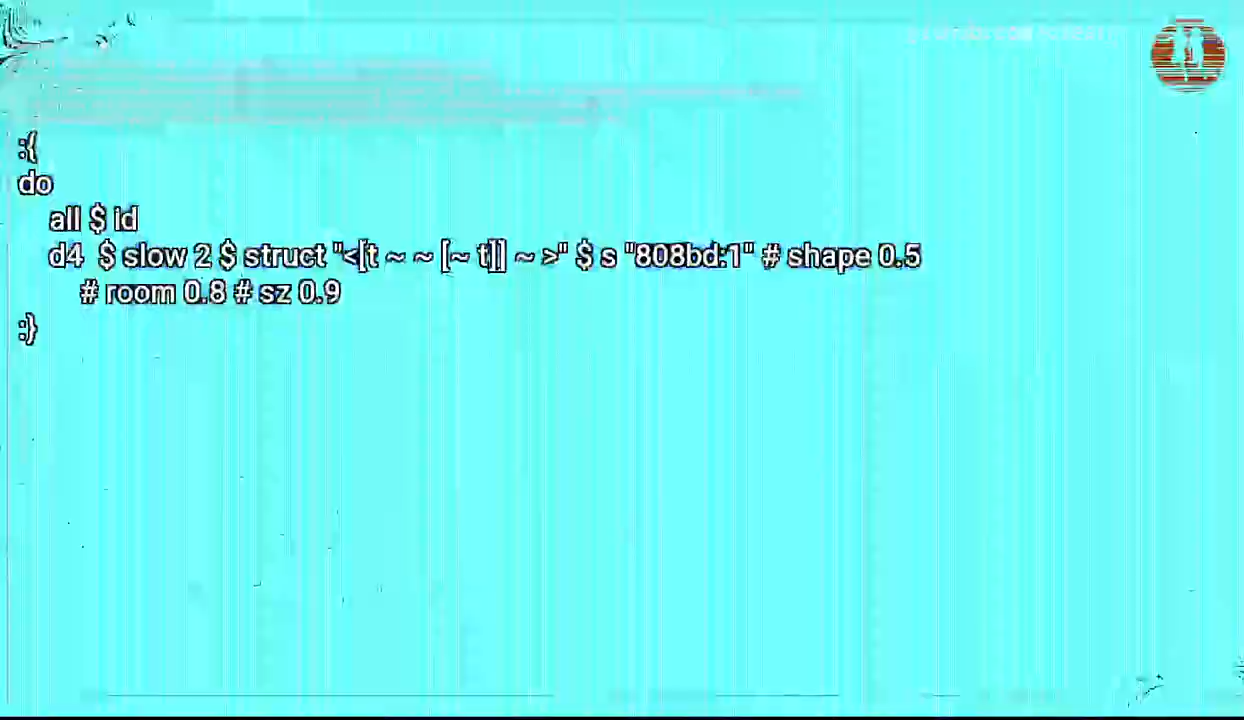 :{
do
all $ id
d4 $ slow 2 $ struct "<[t ~ ~ [~ t]] ~ >" $ s "808bd:1" # shape 0.5
# room 0.8 # sz 0.9
:}